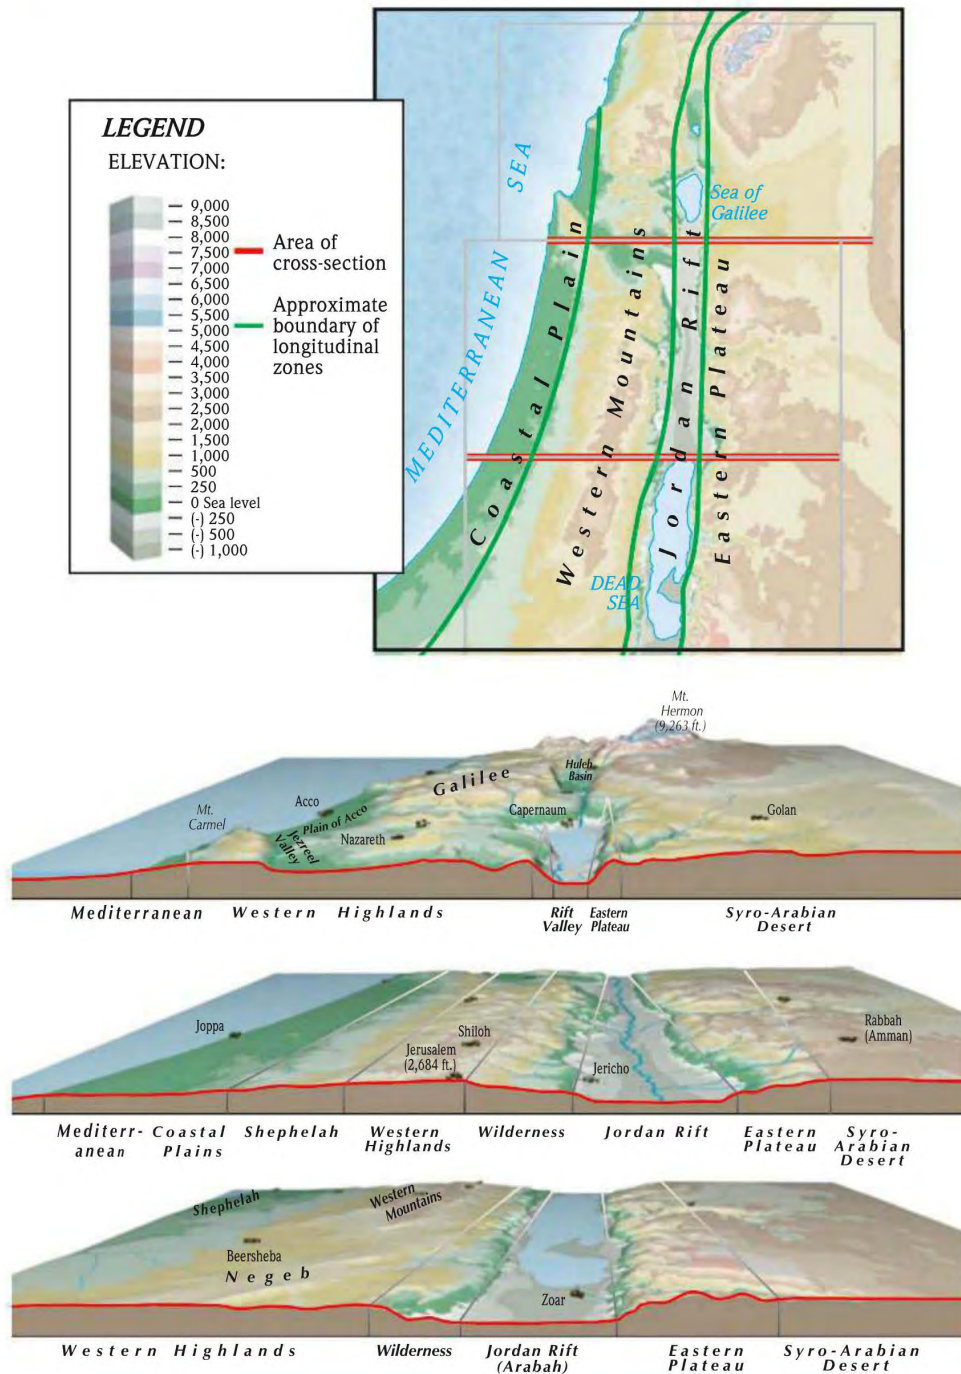 LEGEND
ELEVATION:
9,000
8,500
8,000
7,500
7,000
6,500
6,000
5,500
5,000
4,500
4,000
3,500
3,000
2,500
2,000
1,500
1,000
500
250
0 Sea level
(-) 250
(-) 500
(-) 1,000
Area of
cross-section
Approximate
boundary of
longitudinal
zones
MEDITERRANEAN SEA
Sea of
Galilee
Coastal Plain
Western Mountains
Jordan Rift
Eastern Plateau
DEAD
SEA
Mt.
Hermon
(9,263 ft.)
Huleh
Basin
Galilee
Acco
Plain of Acco
Capernaum
Golan
Mt.
Carmel
Jezreel
Valley
Nazareth
Mediterranean
Western Highlands
Rift
Valley
Eastern
Plateau
Syro-Arabian
Desert
Joppa
Shiloh
Rabbah
(Amman)
Jerusalem
(2,684 ft.)
Jericho
Mediterr-
anean
Coastal
Plains
Shephelah
Western
Highlands
Wilderness
Jordan Rift
Eastern
Plateau
Syro-
Arabian
Desert
Shephelah
Western
Mountains
Beersheba
Negeb
Zoar
Western Highlands
Wilderness
Jordan Rift
(Arabah)
Eastern
Plateau
Syro-Arabian
Desert